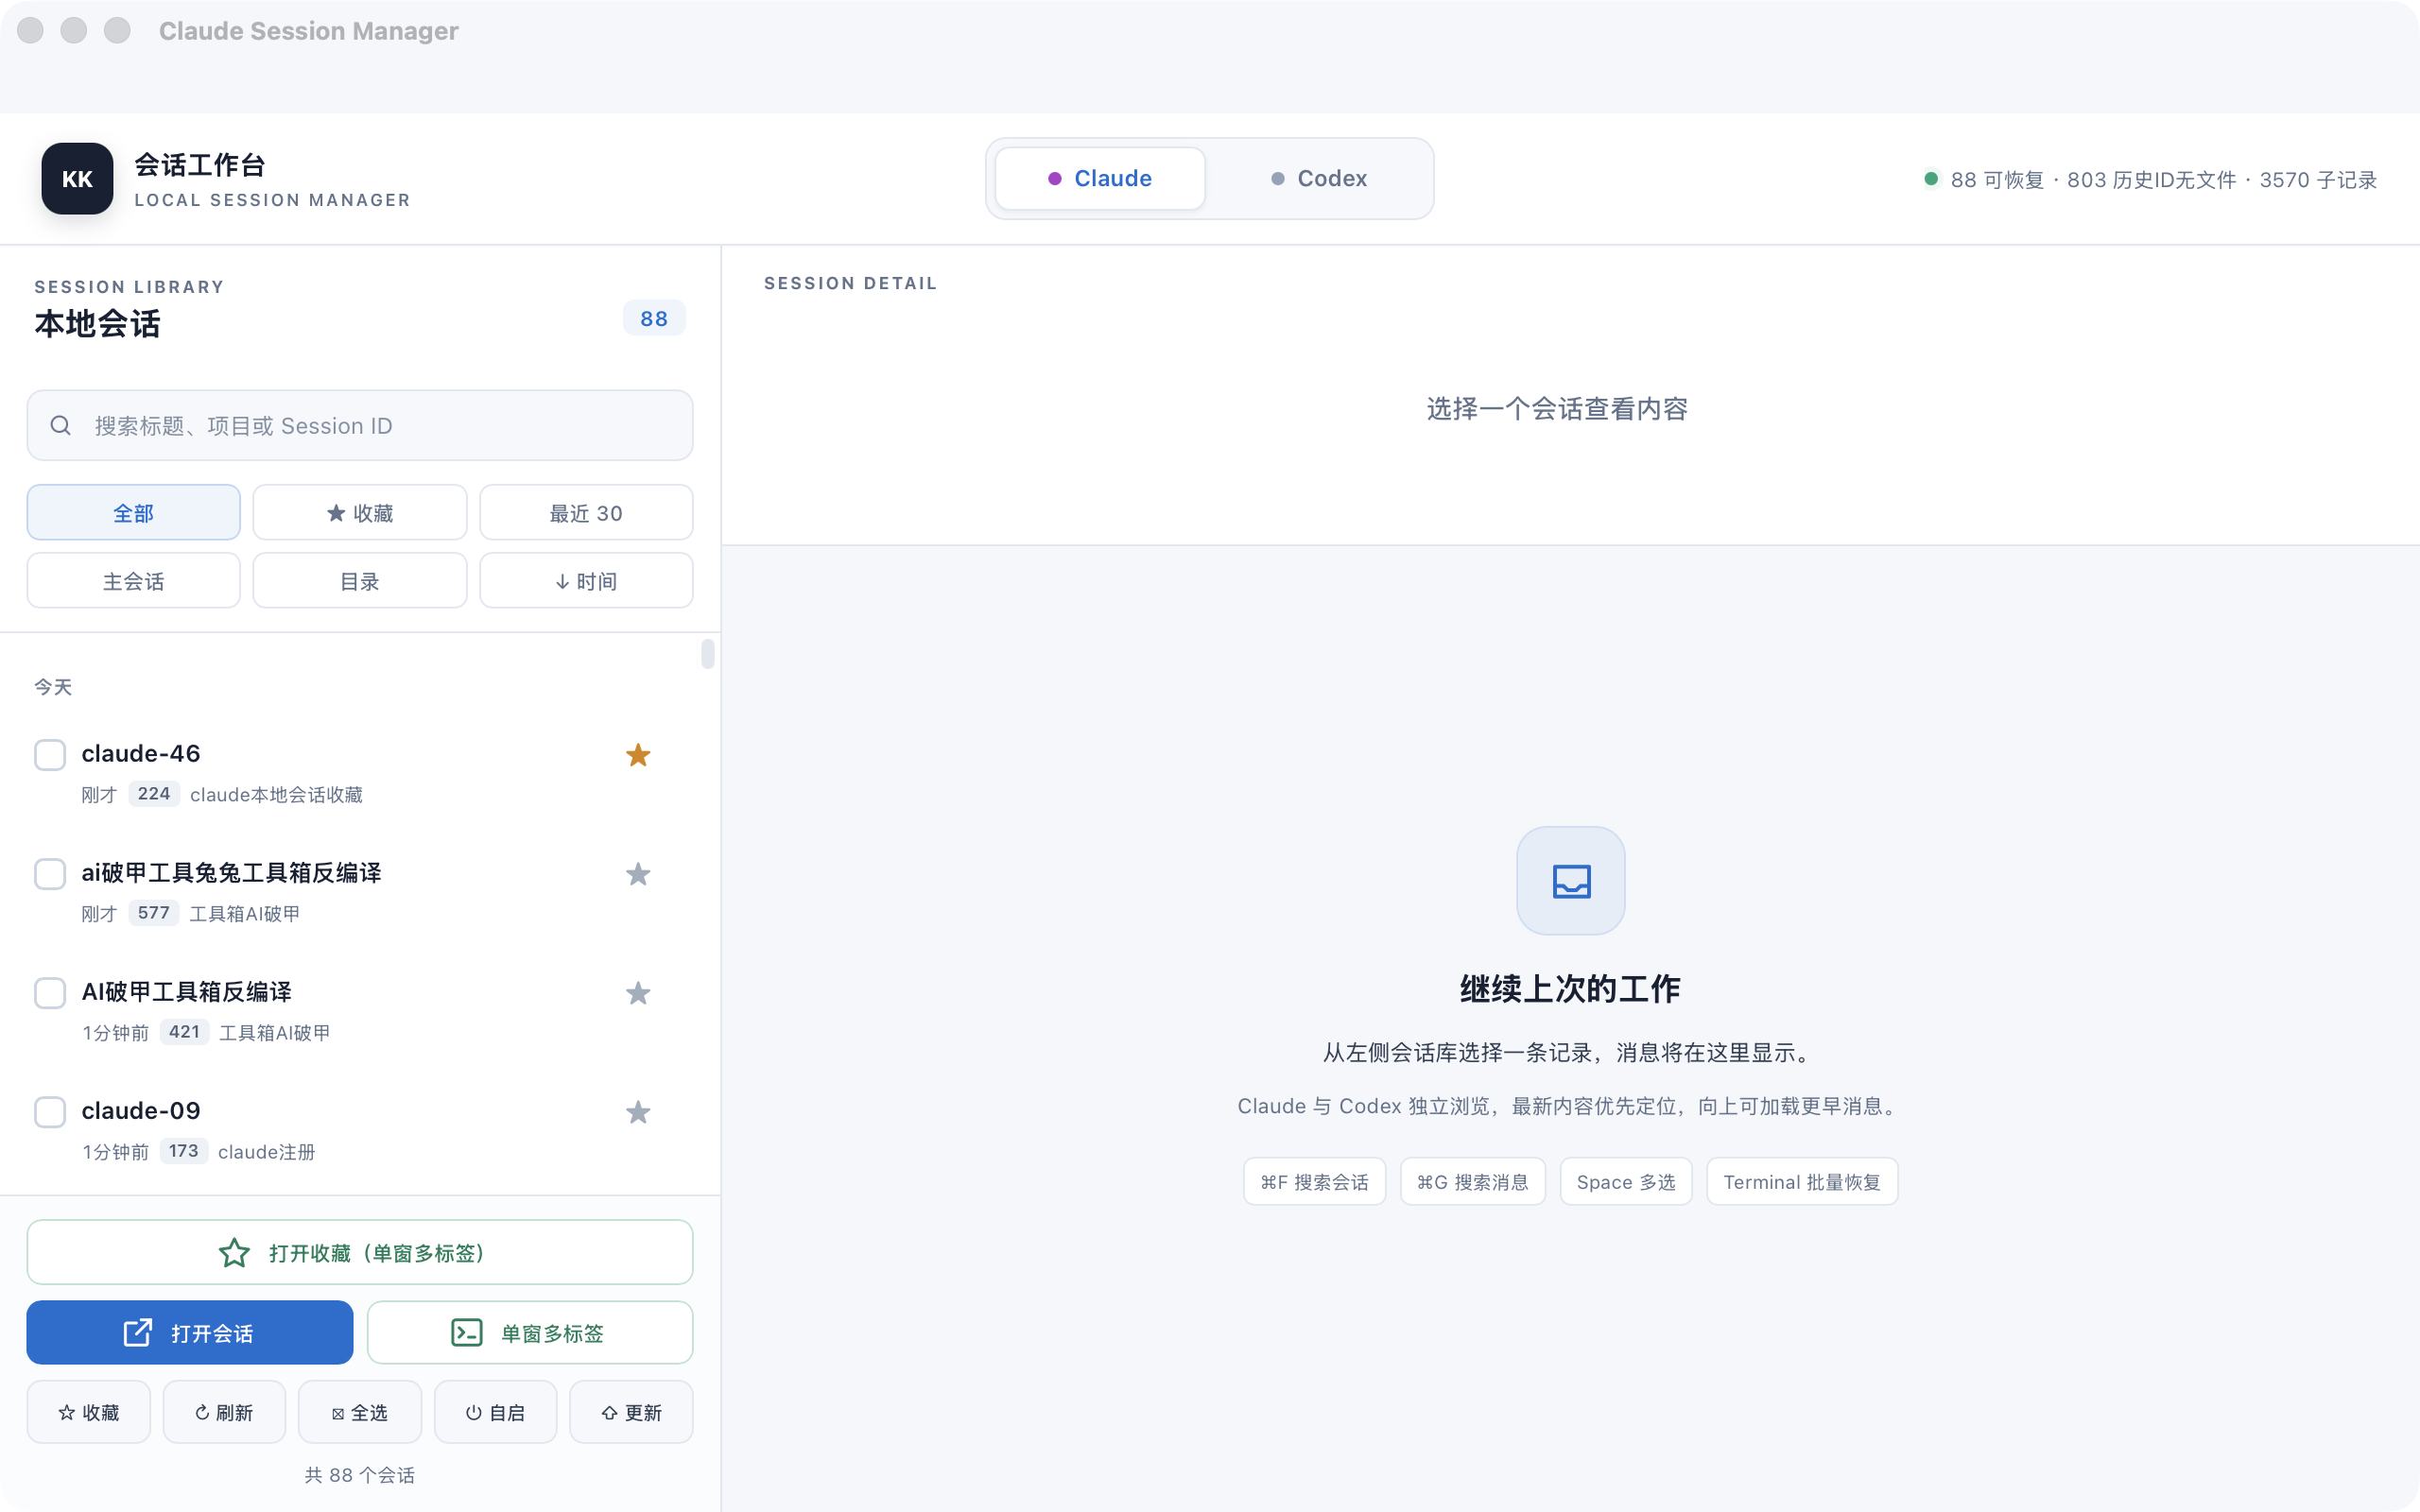 Claude Session Manager
KK
会话工作台
LOCAL SESSION MANAGER
Claude
Codex
88 可恢复 · 803 历史ID无文件 · 3570 子记录
SESSION LIBRARY
本地会话
88
搜索标题、项目或 Session ID
全部
★ 收藏
最近 30
主会话
目录
↓ 时间
今天
claude-46
刚才 224 claude本地会话收藏
ai破甲工具兔兔工具箱反编译
刚才 577 工具箱AI破甲
AI破甲工具箱反编译
1分钟前 421 工具箱AI破甲
claude-09
1分钟前 173 claude注册
打开收藏（单窗多标签）
打开会话
单窗多标签
☆ 收藏
↻ 刷新
☒ 全选
⏻ 自启
⇧ 更新
共 88 个会话
SESSION DETAIL
选择一个会话查看内容
继续上次的工作
从左侧会话库选择一条记录，消息将在这里显示。
Claude 与 Codex 独立浏览，最新内容优先定位，向上可加载更早消息。
⌘F 搜索会话
⌘G 搜索消息
Space 多选
Terminal 批量恢复